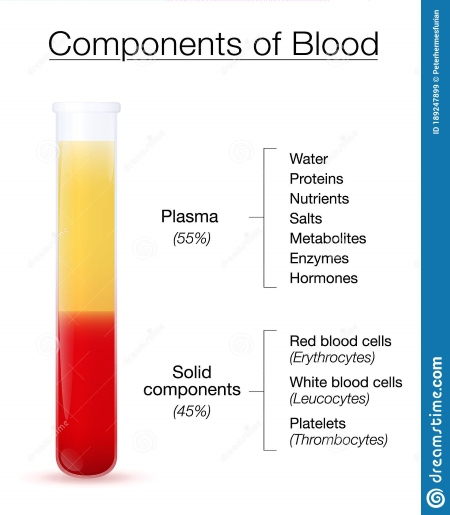 Components of Blood
Plasma
(55%)
Water
Proteins
Nutrients
Salts
Metabolites
Enzymes
Hormones
Solid
components
(45%)
Red blood cells
(Erythrocytes)
White blood cells
(Leucocytes)
Platelets
(Thrombocytes)
ID 189247899 © Peterhermesfurian
dreamstime.com